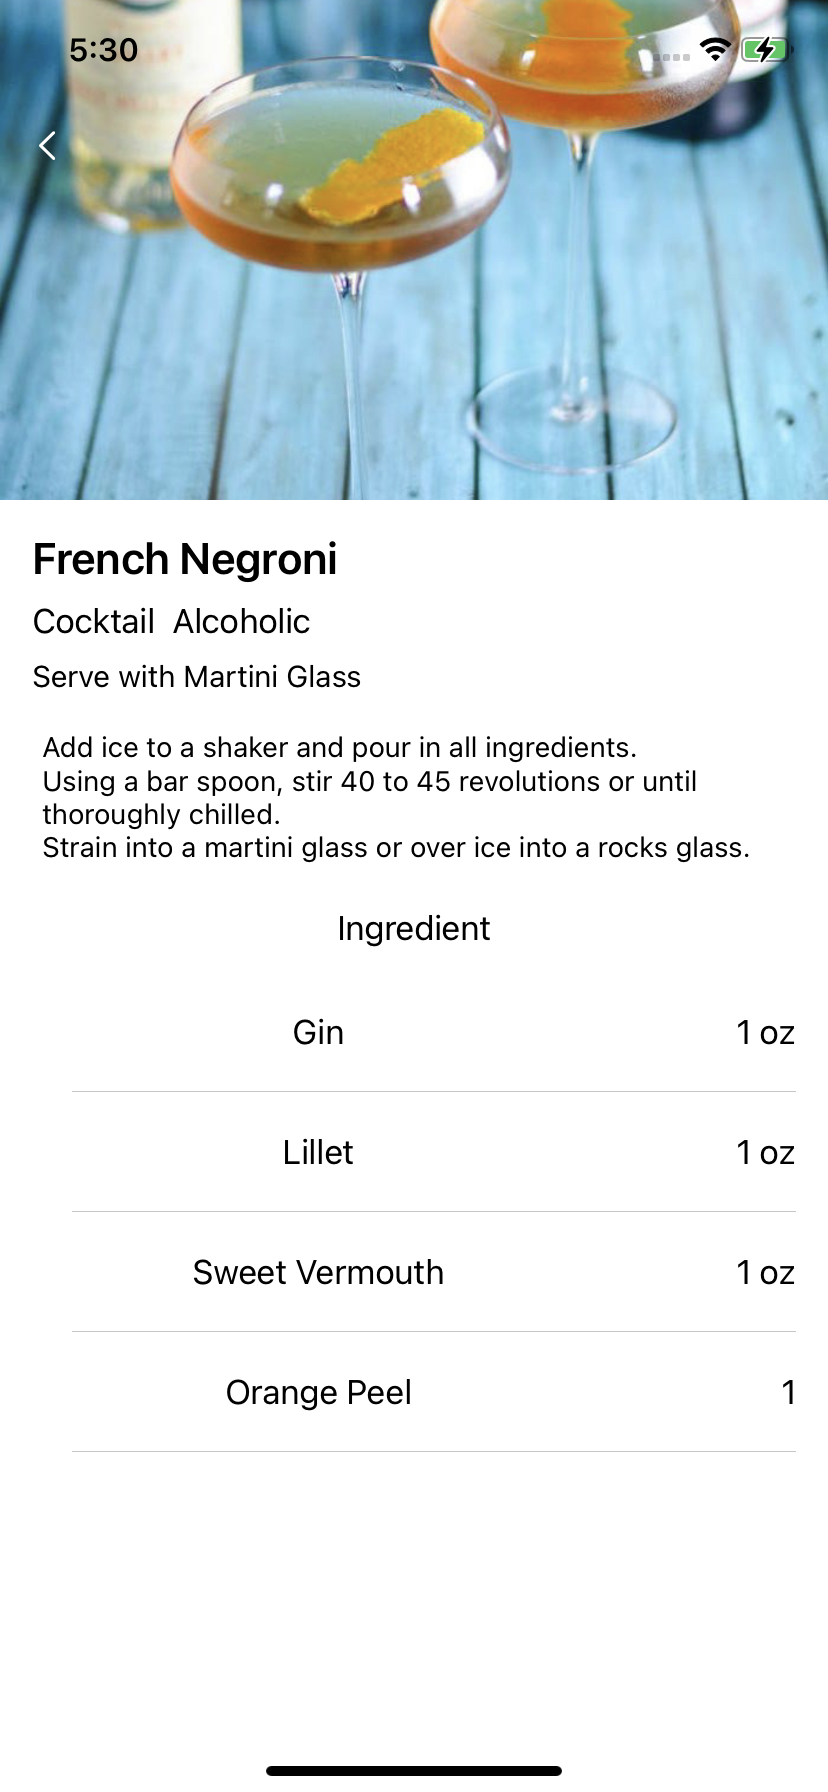 5:30
French Negroni
Cocktail Alcoholic
Serve with Martini Glass
Add ice to a shaker and pour in all ingredients.
Using a bar spoon, stir 40 to 45 revolutions or until
thoroughly chilled.
Strain into a martini glass or over ice into a rocks glass.
Ingredient
Gin 1 oz
Lillet 1 oz
Sweet Vermouth 1 oz
Orange Peel 1